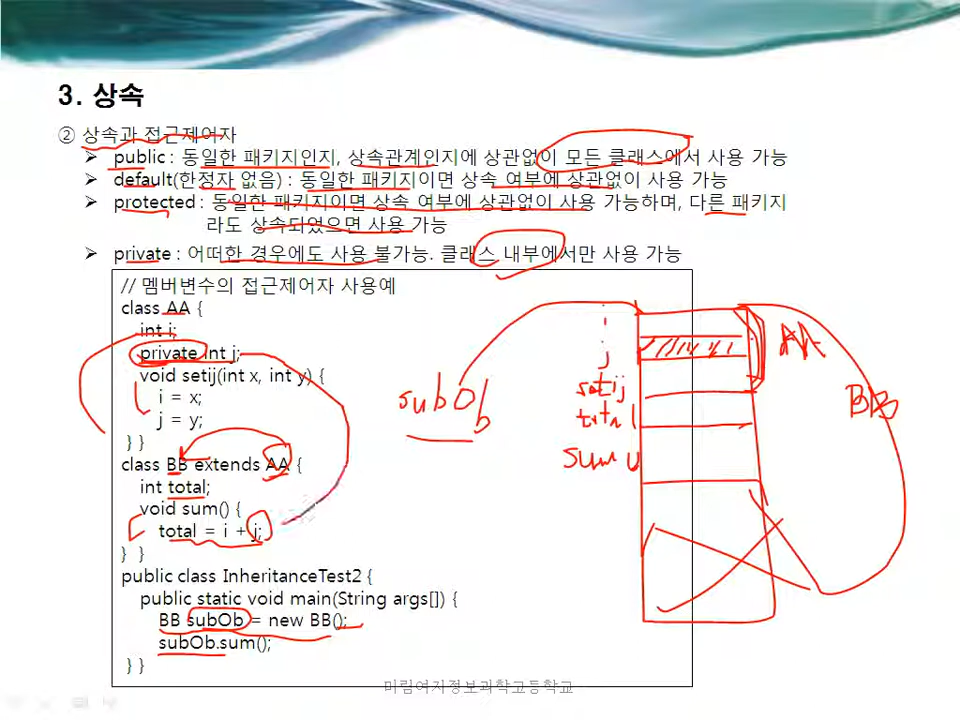 3. 상속
② 상속과 접근제어자
➢ public : 동일한 패키지인지, 상속관계인지에 상관없이 모든 클래스에서 사용 가능
➢ default(한정자 없음) : 동일한 패키지이면 상속 여부에 상관없이 사용 가능
➢ protected : 동일한 패키지이면 상속 여부에 상관없이 사용 가능하며, 다른 패키지
라도 상속되었으면 사용 가능
➢ private : 어떠한 경우에도 사용 불가능. 클래스 내부에서만 사용 가능
// 멤버변수의 접근제어자 사용예
class AA {
int i;
private int j;
void setij(int x, int y) {
i = x;
j = y;
} }
class BB extends AA {
int total;
void sum() {
total = i + j;
} }
public class InheritanceTest2 {
public static void main(String args[]) {
BB subOb = new BB();
subOb.sum();
} }
subOb
i
j
setij
total
sum
AA
BB
미림여자정보과학고등학교